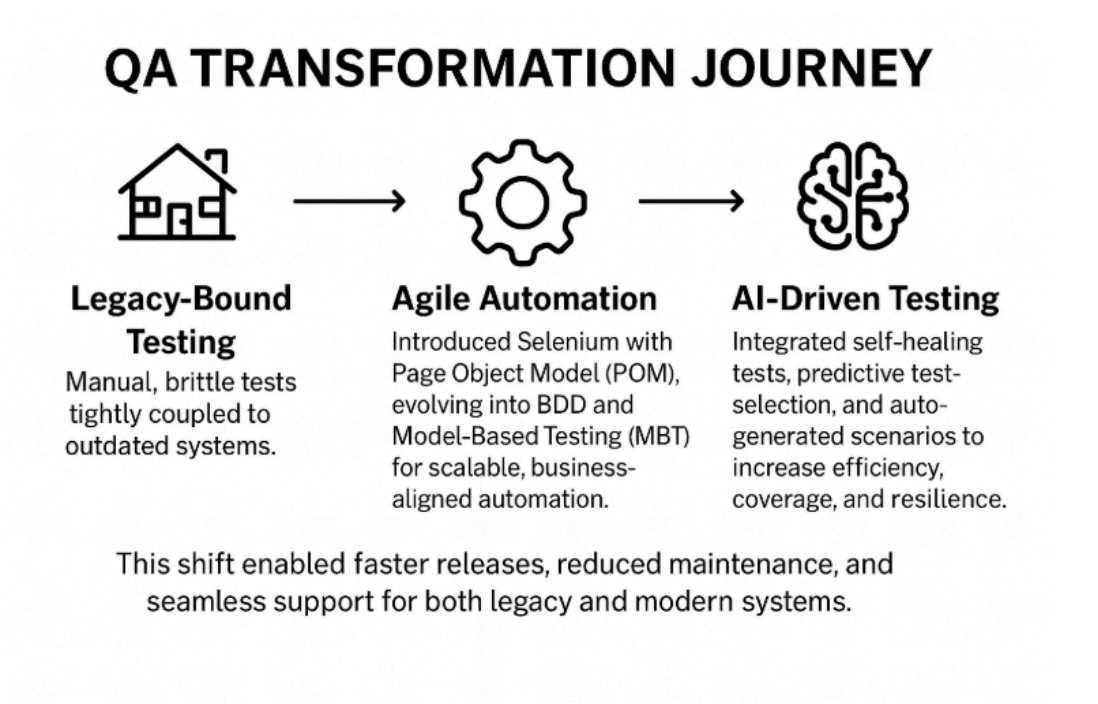 QA TRANSFORMATION JOURNEY
Legacy-Bound
Testing
Manual, brittle tests
tightly coupled to
outdated systems.
Agile Automation
Introduced Selenium with
Page Object Model (POM),
evolving into BDD and
Model-Based Testing (MBT)
for scalable, business-
aligned automation.
AI-Driven Testing
Integrated self-healing
tests, predictive test-
selection, and auto-
generated scenarios to
increase efficiency,
coverage, and resilience.
This shift enabled faster releases, reduced maintenance, and
seamless support for both legacy and modern systems.